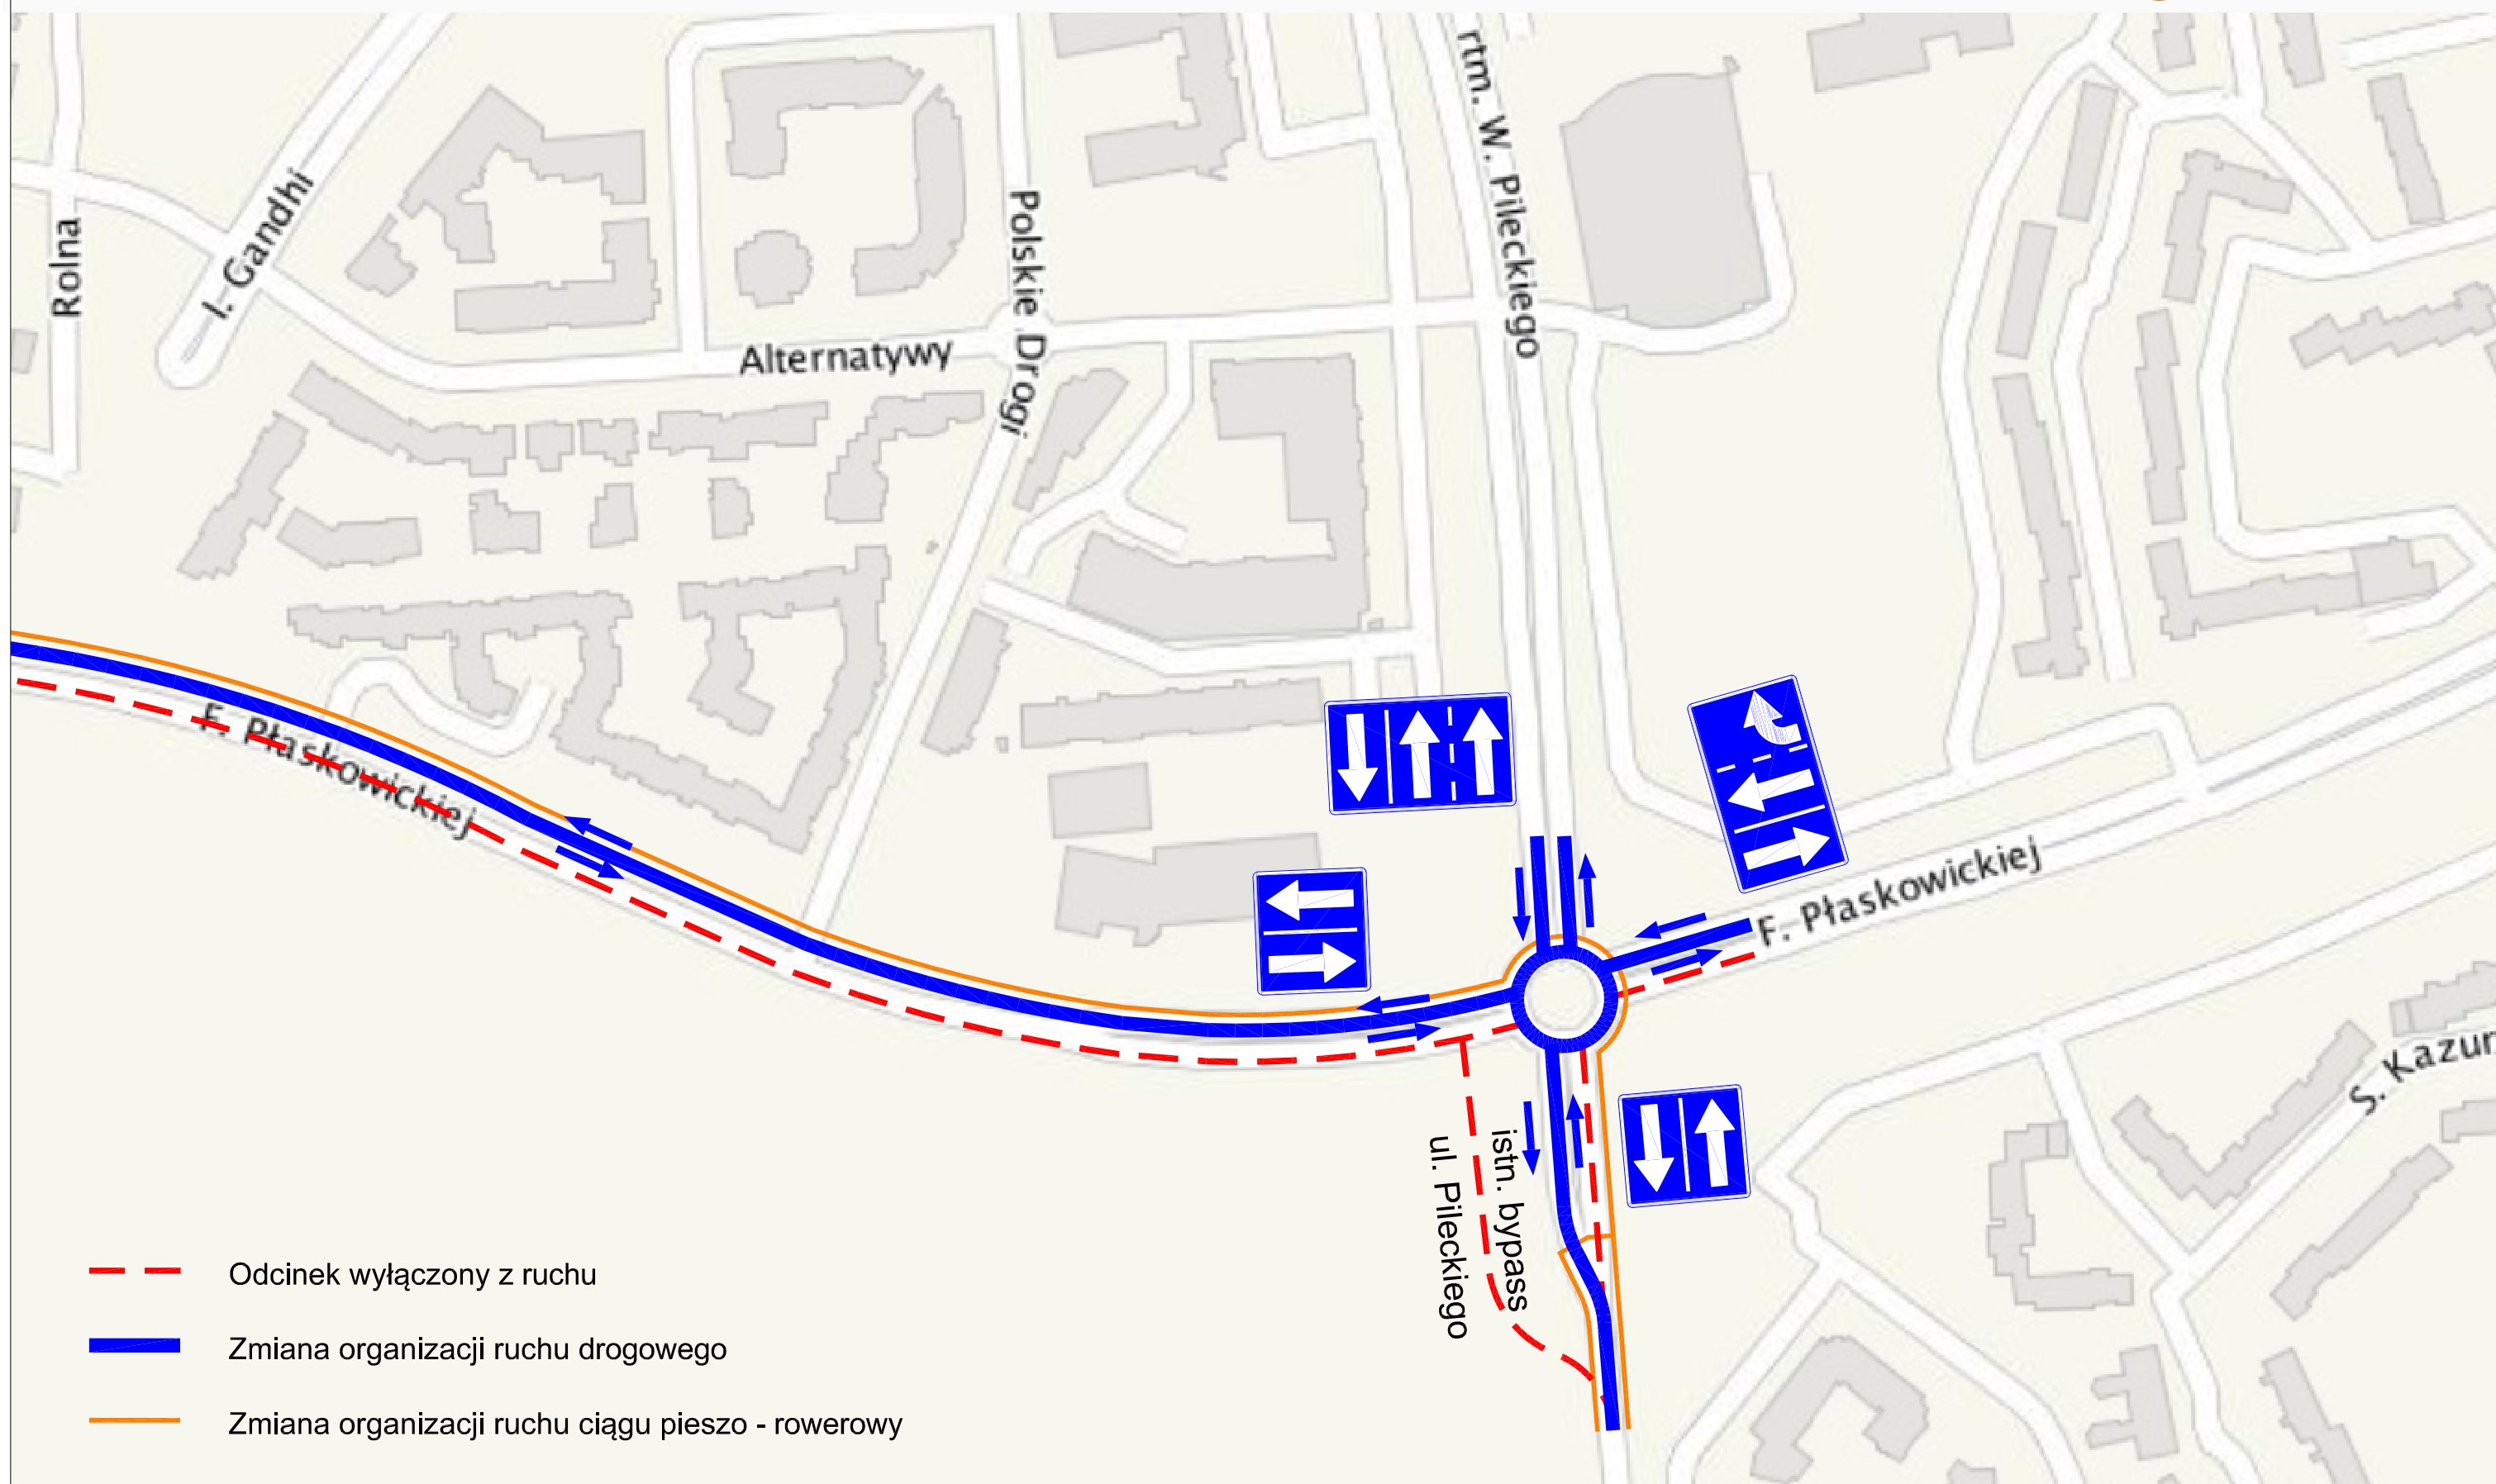 rtm. W. Pileckiego
Rolna
I. Gandhi
Polskie Drogi
Alternatywy
F. Płaskowickiej
F. Płaskowickiej
istn. bypass
ul. Pileckiego
Odcinek wyłączony z ruchu
Zmiana organizacji ruchu drogowego
Zmiana organizacji ruchu ciągu pieszo - rowerowy